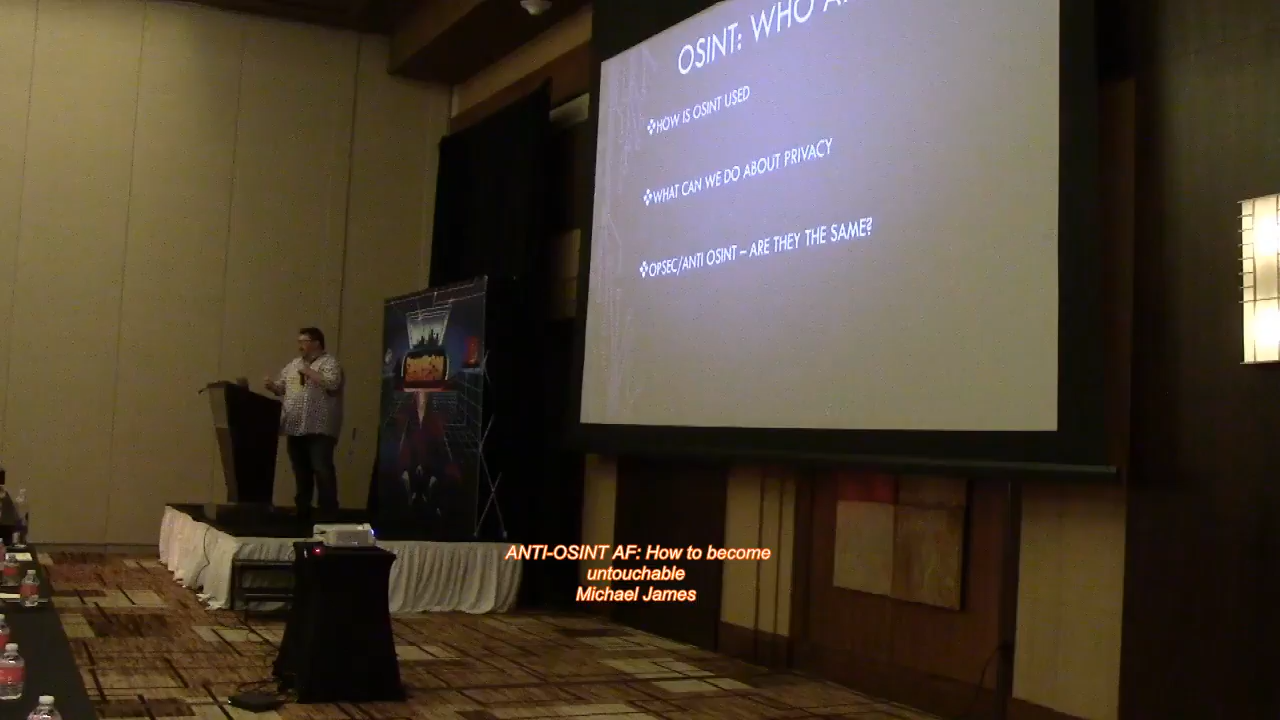 OSINT: WHO
HOW IS OSINT USED
WHAT CAN WE DO ABOUT PRIVACY
OPSEC/ANTI OSINT – ARE THEY THE SAME?
ANTI-OSINT AF: How to become
untouchable
Michael James